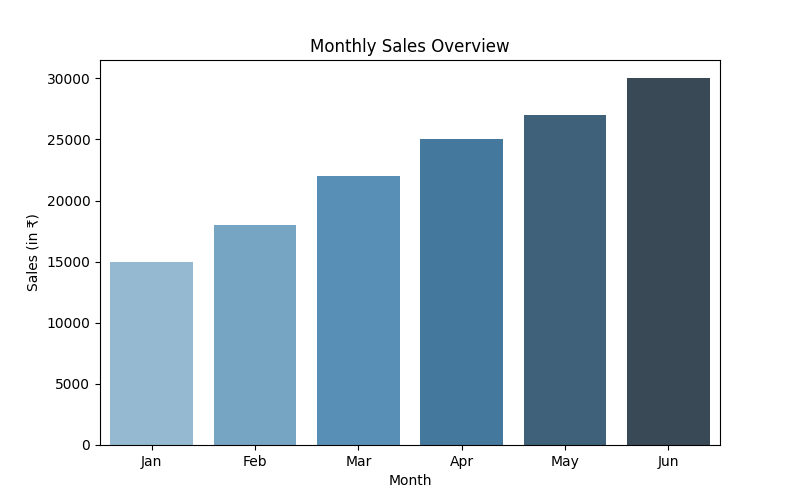 Monthly Sales Overview
30000
25000
20000
15000
10000
5000
0
Sales (in ₹)
Jan Feb Mar Apr May Jun
Month